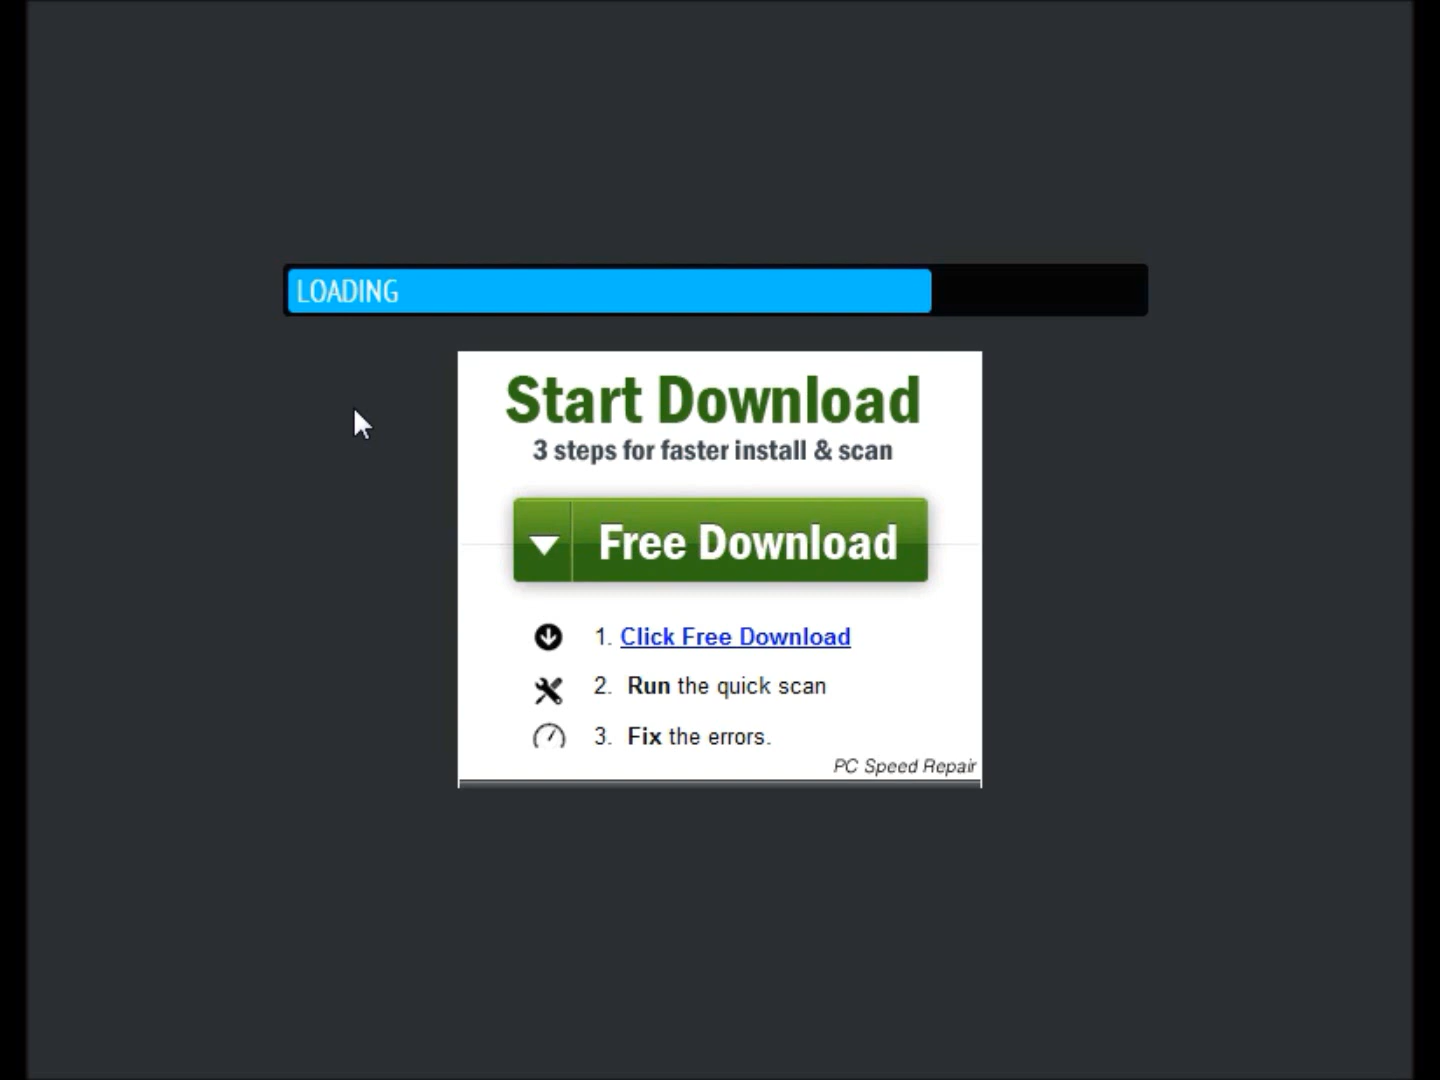 LOADING
Start Download
3 steps for faster install & scan
Free Download
1. Click Free Download
2. Run the quick scan
3. Fix the errors.
PC Speed Repair